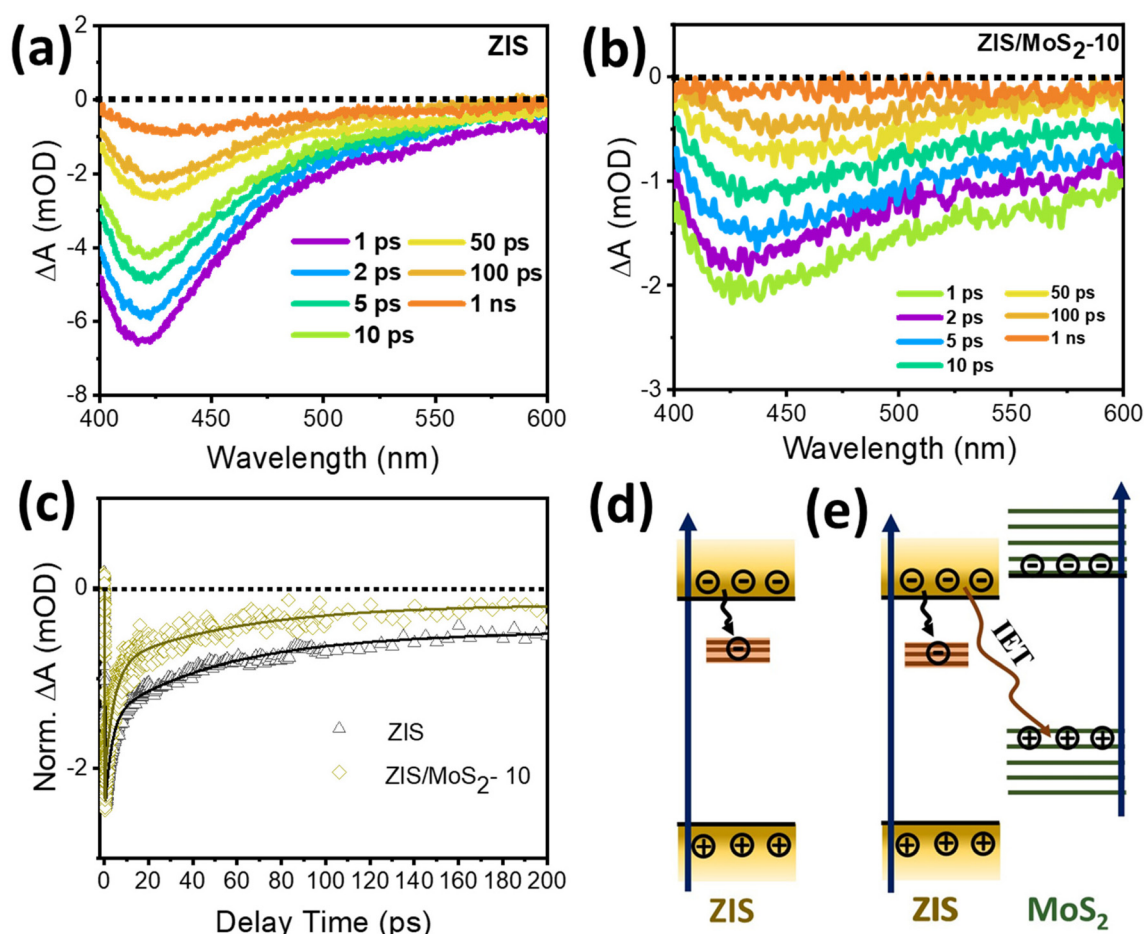 (a)
ZIS
2
0
-2
-4
-6
-8
ΔA (mOD)
1 ps
2 ps
5 ps
10 ps
50 ps
100 ps
1 ns
400 450 500 550 600
Wavelength (nm)
(b)
ZIS/MoS₂-10
0
-1
-2
-3
ΔA (mOD)
1 ps
2 ps
5 ps
10 ps
50 ps
100 ps
1 ns
400 450 500 550 600
Wavelength (nm)
(c)
0
-2
Norm. ΔA (mOD)
ZIS
ZIS/MoS₂- 10
0 20 40 60 80 100 120 140 160 180 200
Delay Time (ps)
(d)
ZIS
(e)
IET
ZIS
MoS₂